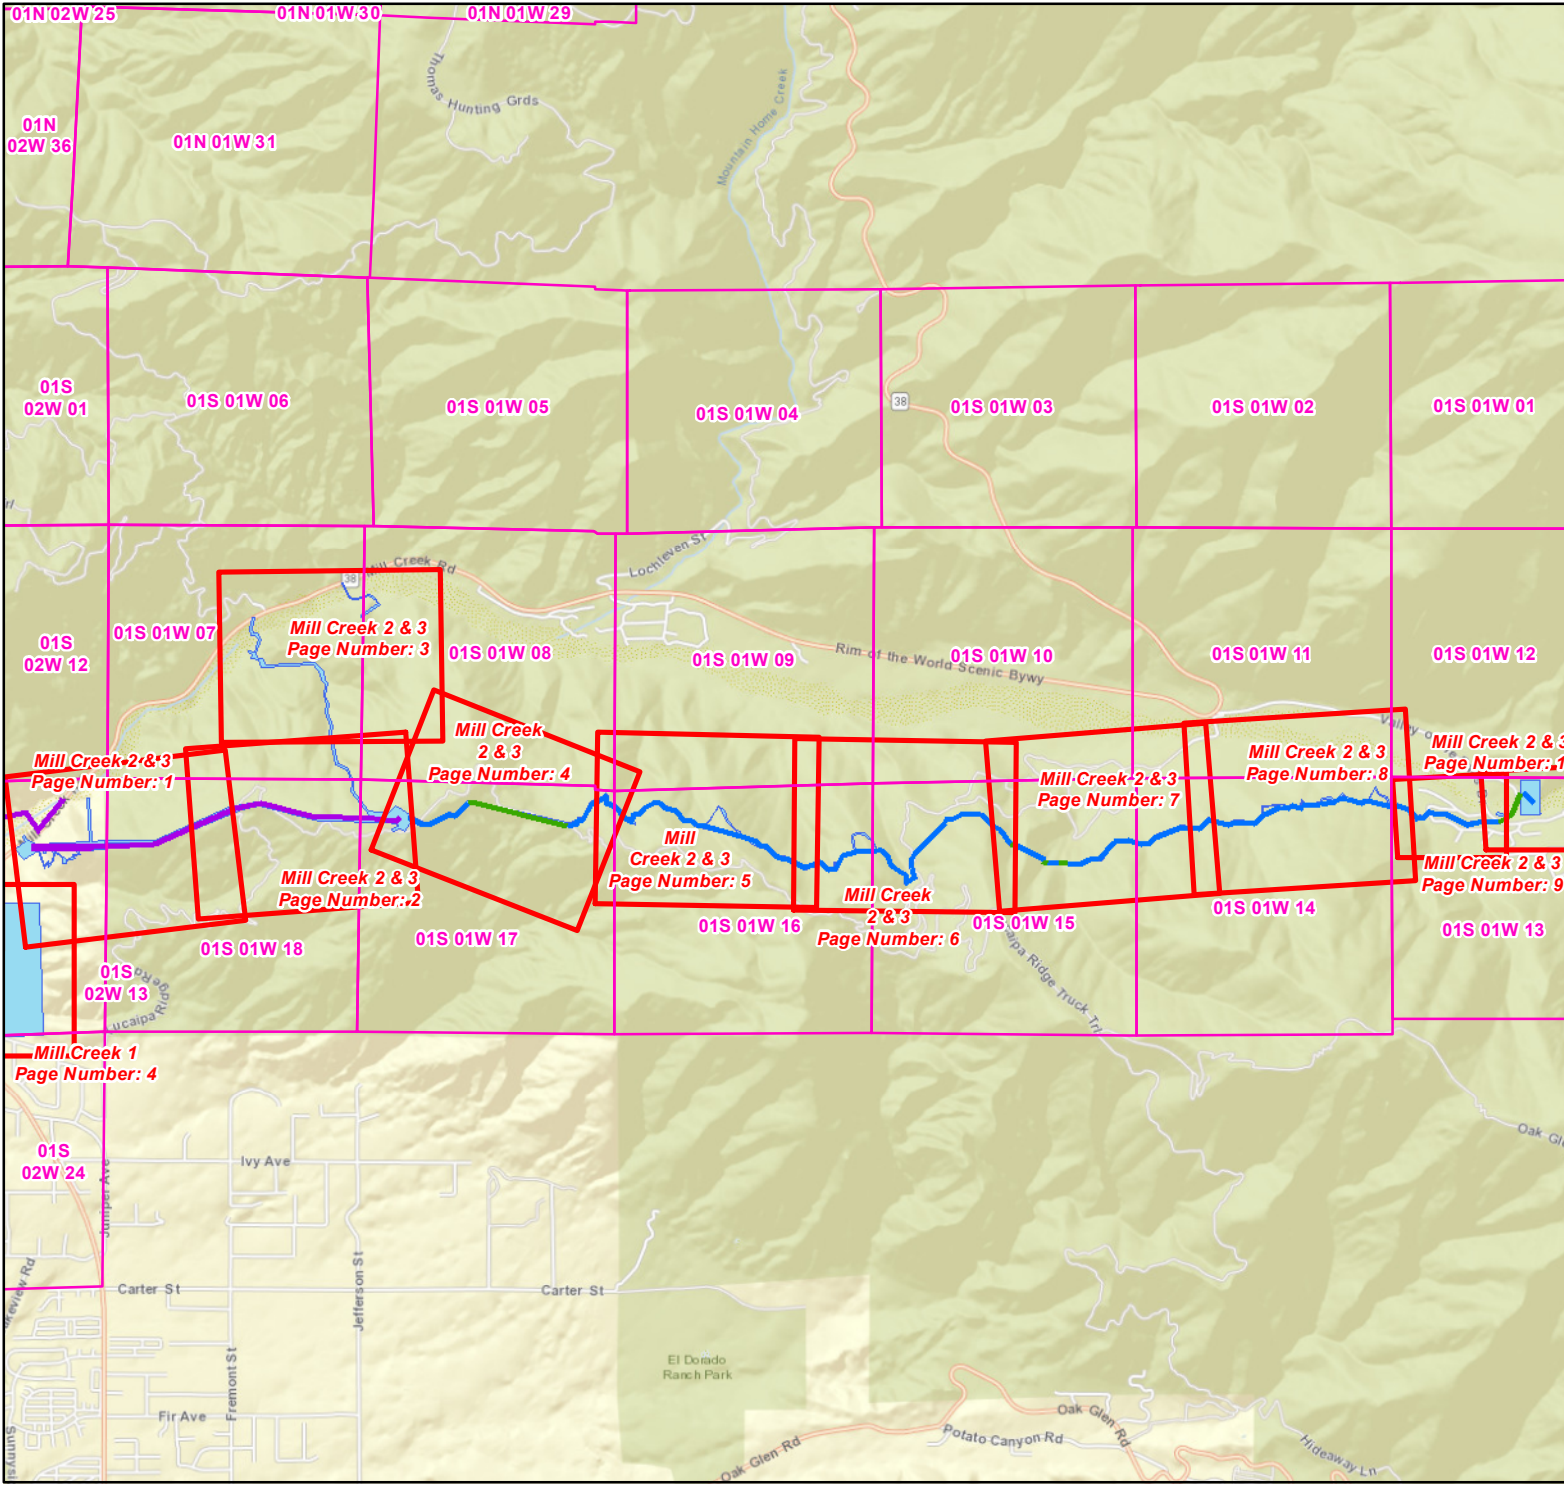 01N 02W 25
01N 01W 30
01N 01W 29
Thomas Hunting Grds
Mountain Home Creek
01N
02W 36
01N 01W 31
01S
02W 01
01S 01W 06
01S 01W 05
01S 01W 04
38
01S 01W 03
01S 01W 02
01S 01W 01
Mill Creek Rd
38
Lochleven St
01S
02W 12
01S 01W 07
Mill Creek 2 & 3
Page Number: 3
01S 01W 08
01S 01W 09
Rim of the World Scenic Bywy
01S 01W 10
01S 01W 11
01S 01W 12
Mill Creek 2 & 3
Page Number: 1
Mill Creek
2 & 3
Page Number: 4
Mill Creek 2 & 3
Page Number: 7
Mill Creek 2 & 3
Page Number: 8
Valley of
Mill Creek 2 & 3
Page Number: 1
Mill Creek
Mill
Creek 2 & 3
Page Number: 5
Mill Creek 2 & 3
Page Number: 2
Mill Creek
2 & 3
Page Number: 6
Mill Creek 2 & 3
Page Number: 9
01S 01W 18
01S 01W 17
01S 01W 16
01S 01W 15
01S 01W 14
01S 01W 13
01S
02W 13
ucaipa Ridge Rd
aipa Ridge Truck Trl
Mill Creek 1
Page Number: 4
01S
02W 24
Juniper Ave
Ivy Ave
Oak Gl
akeview Rd
Carter St
Jefferson St
Carter St
Fremont St
El Dorado
Ranch Park
Fir Ave
Sunnysl
Oak Glen Rd
Potato Canyon Rd
Oak Glen Rd
Hideaway Ln